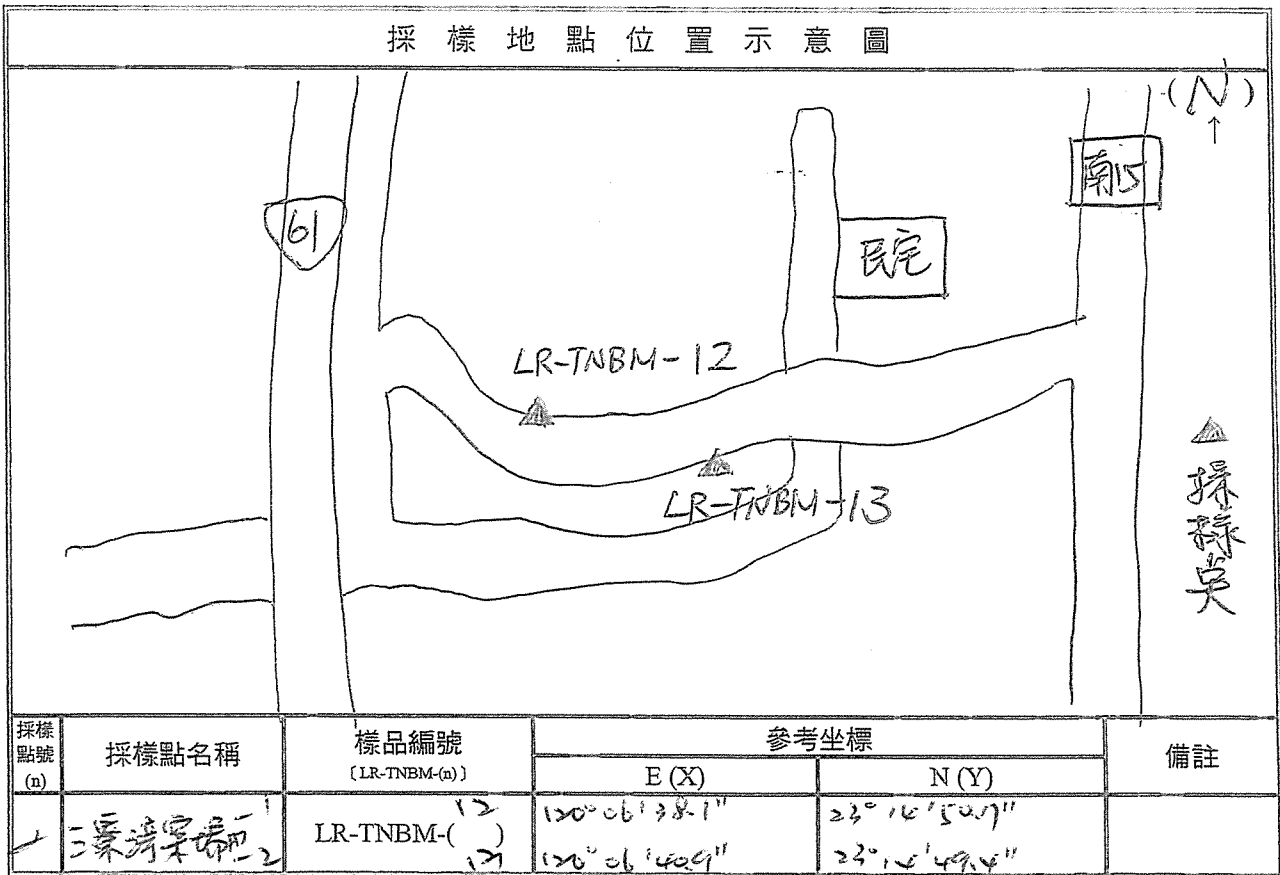 採樣地點位置示意圖
(N)
↑
61
南15
民宅
LR-TNBM-12
LR-TNBM-13
採樣點
採樣點號(n)
採樣點名稱
樣品編號
〔LR-TNBM-(n)〕
參考坐標
E (X)
N (Y)
備註
12
LR-TNBM-( )
120°06'38.1"
23°14'50.7"
120°06'40.9"
23°14'49.4"